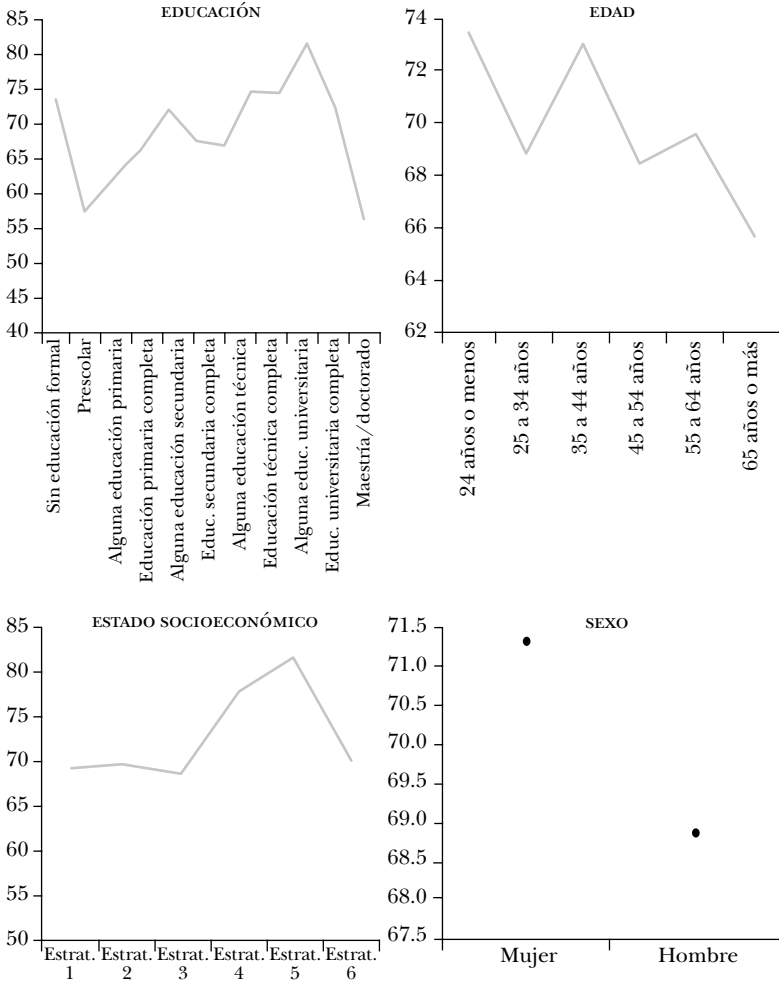 EDUCACIÓN
85
80
75
70
65
60
55
50
45
40
Sin educación formal
Prescolar
Alguna educación primaria
Educación primaria completa
Alguna educación secundaria
Educ. secundaria completa
Alguna educación técnica
Educación técnica completa
Alguna educ. universitaria
Educ. universitaria completa
Maestría/doctorado
EDAD
74
72
70
68
66
64
62
24 años o menos
25 a 34 años
35 a 44 años
45 a 54 años
55 a 64 años
65 años o más
ESTADO SOCIOECONÓMICO
85
80
75
70
65
60
55
50
Estrat. Estrat. Estrat. Estrat. Estrat. Estrat.
1 2 3 4 5 6
SEXO
71.5
71.0
70.5
70.0
69.5
69.0
68.5
68.0
67.5
Mujer Hombre